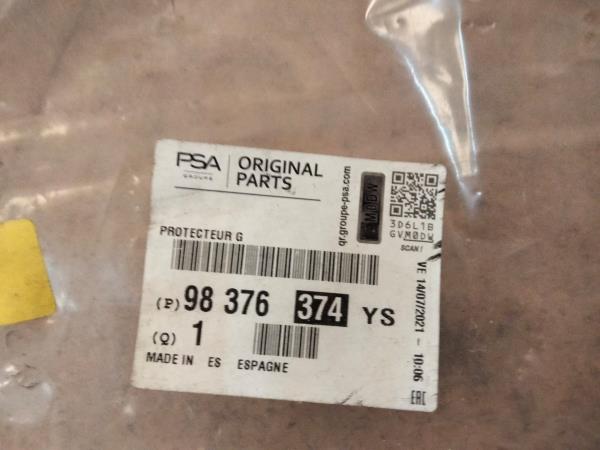 PSA
GROUPE
ORIGINAL
PARTS
qr.groupe-psa.com
3D6L1B
GVM0DW
SCAN !
PROTECTEUR G
(P) 98 376 374 YS
(Q) 1
MADE IN ES ESPAGNE
VE 14/07/2021 - 10:06
EAC